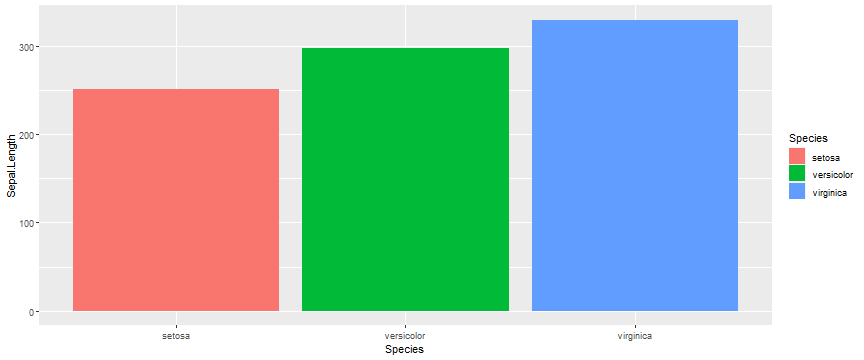 300
200
100
0
Sepal.Length
setosa
versicolor
virginica
Species
Species
setosa
versicolor
virginica